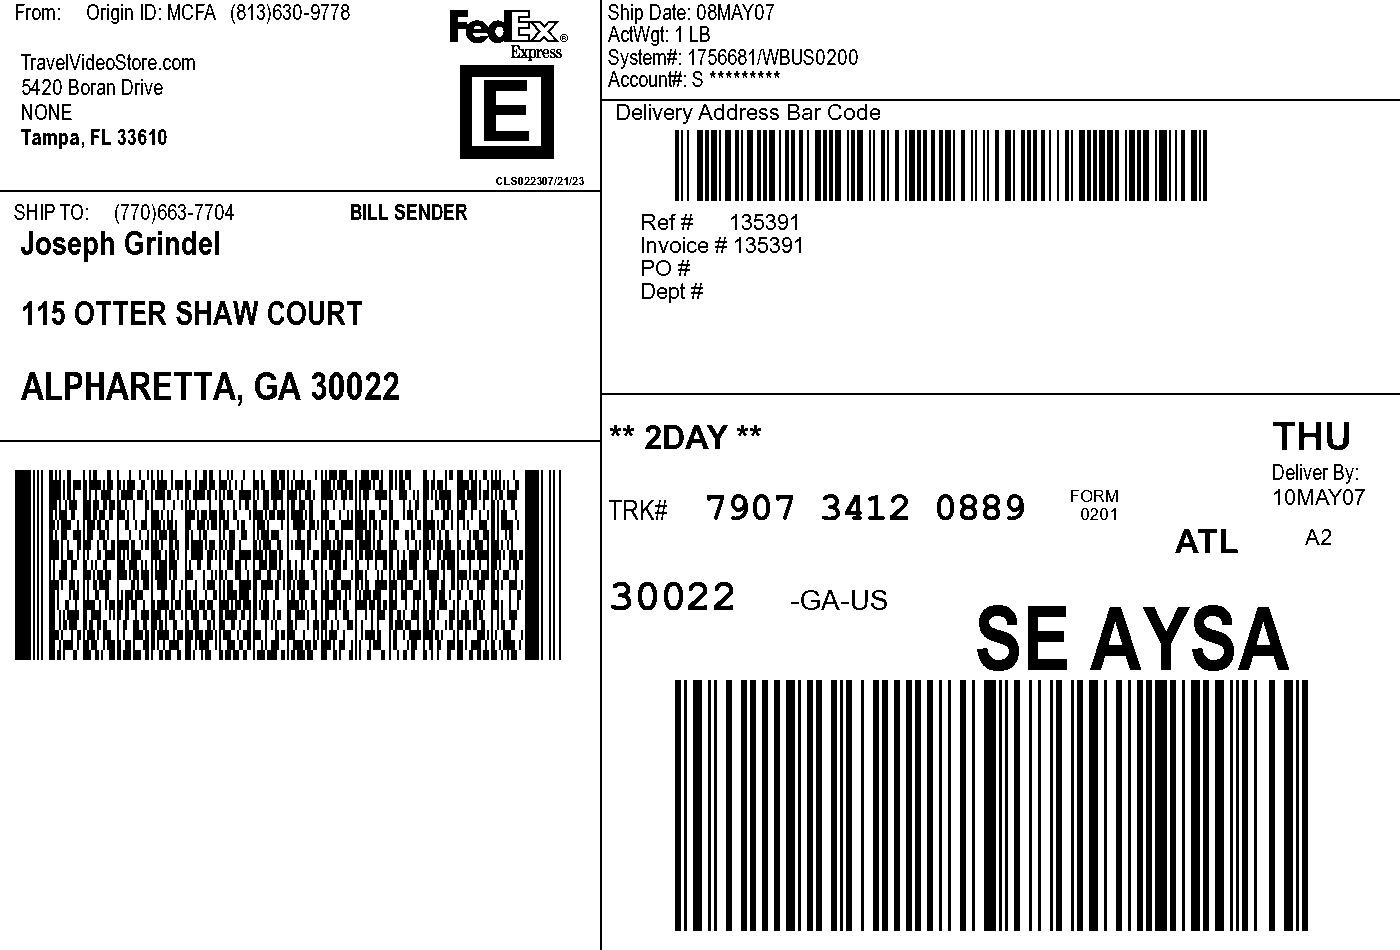 From: Origin ID: MCFA (813)630-9778
TravelVideoStore.com
5420 Boran Drive
NONE
Tampa, FL 33610
FedEx®
Express
E
CLS022307/21/23
SHIP TO: (770)663-7704 BILL SENDER
Joseph Grindel
115 OTTER SHAW COURT
ALPHARETTA, GA 30022
Ship Date: 08MAY07
ActWgt: 1 LB
System#: 1756681/WBUS0200
Account#: S *********
Delivery Address Bar Code
Ref # 135391
Invoice # 135391
PO #
Dept #
** 2DAY **
THU
Deliver By:
10MAY07
TRK# 7907 3412 0889 FORM
0201
ATL A2
30022 -GA-US
SE AYSA